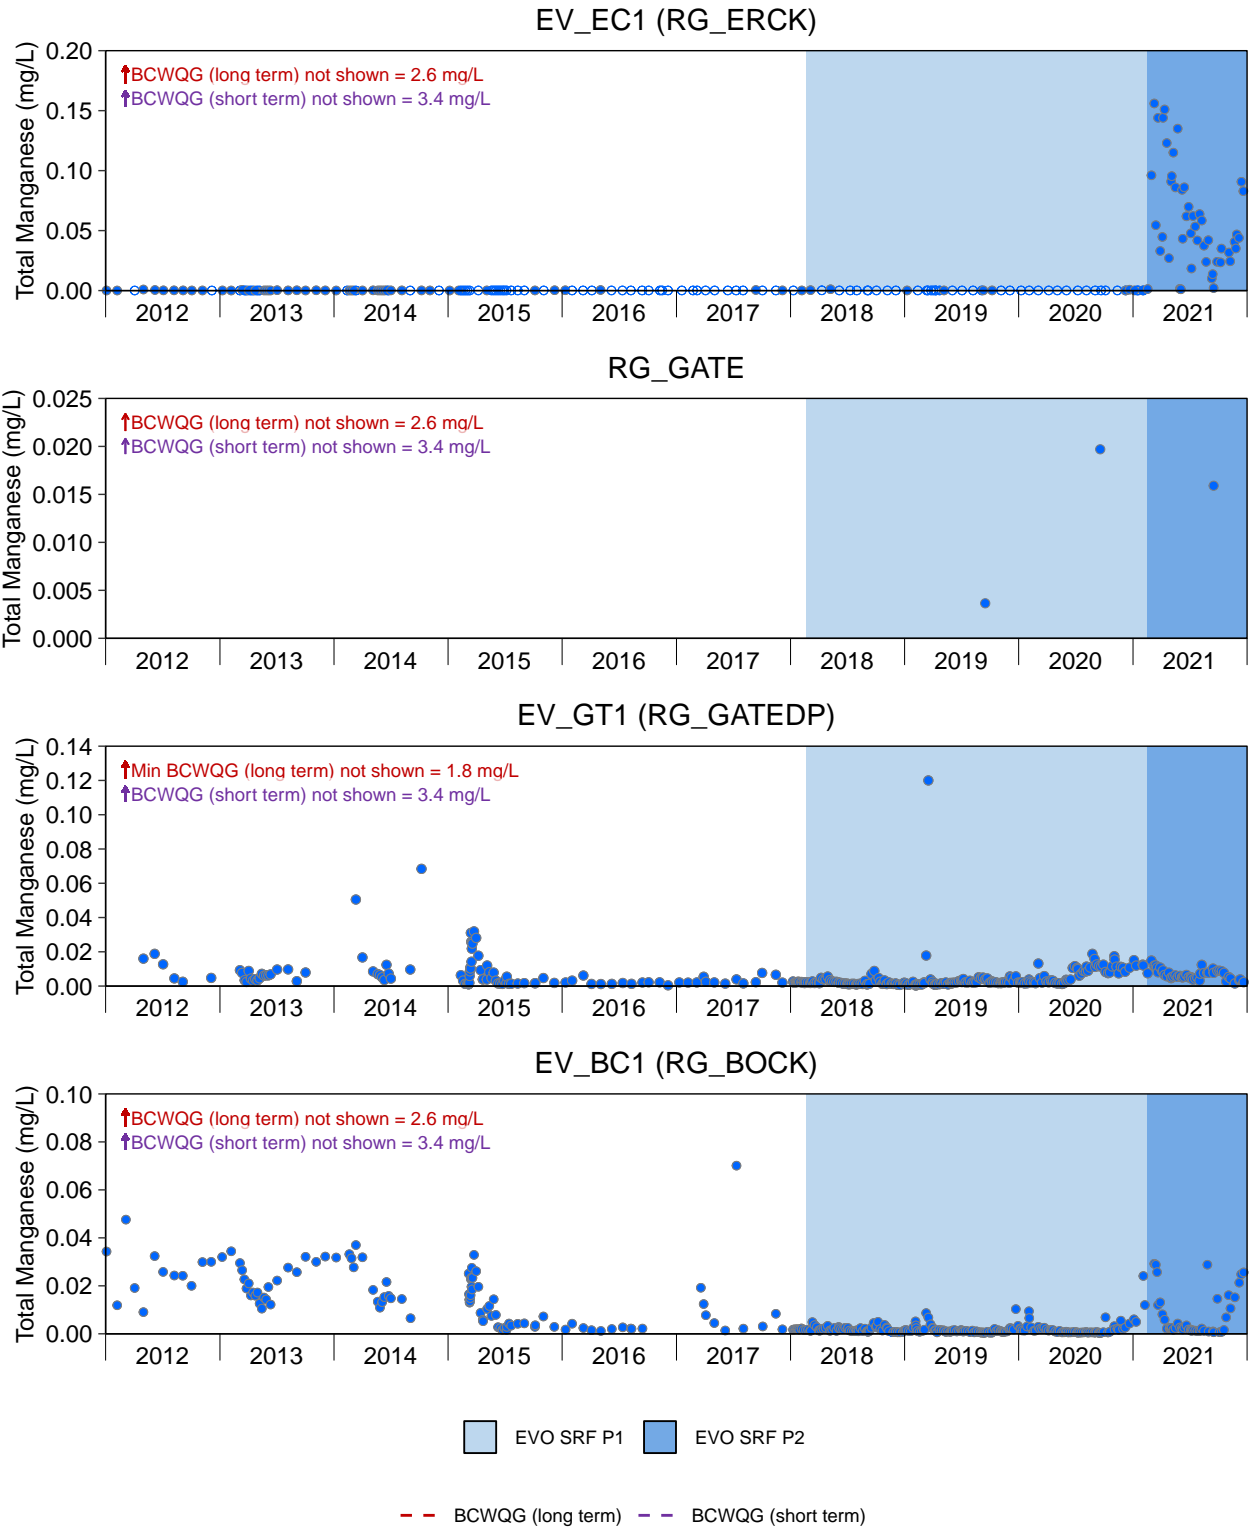 EV_EC1 (RG_ERCK)
Total Manganese (mg/L)
0.20
0.15
0.10
0.05
0.00
BCWQG (long term) not shown = 2.6 mg/L
BCWQG (short term) not shown = 3.4 mg/L
2012 2013 2014 2015 2016 2017 2018 2019 2020 2021
RG_GATE
Total Manganese (mg/L)
0.025
0.020
0.015
0.010
0.005
0.000
BCWQG (long term) not shown = 2.6 mg/L
BCWQG (short term) not shown = 3.4 mg/L
2012 2013 2014 2015 2016 2017 2018 2019 2020 2021
EV_GT1 (RG_GATEDP)
Total Manganese (mg/L)
0.14
0.12
0.10
0.08
0.06
0.04
0.02
0.00
Min BCWQG (long term) not shown = 1.8 mg/L
BCWQG (short term) not shown = 3.4 mg/L
2012 2013 2014 2015 2016 2017 2018 2019 2020 2021
EV_BC1 (RG_BOCK)
Total Manganese (mg/L)
0.10
0.08
0.06
0.04
0.02
0.00
BCWQG (long term) not shown = 2.6 mg/L
BCWQG (short term) not shown = 3.4 mg/L
2012 2013 2014 2015 2016 2017 2018 2019 2020 2021
EVO SRF P1 EVO SRF P2
BCWQG (long term) BCWQG (short term)